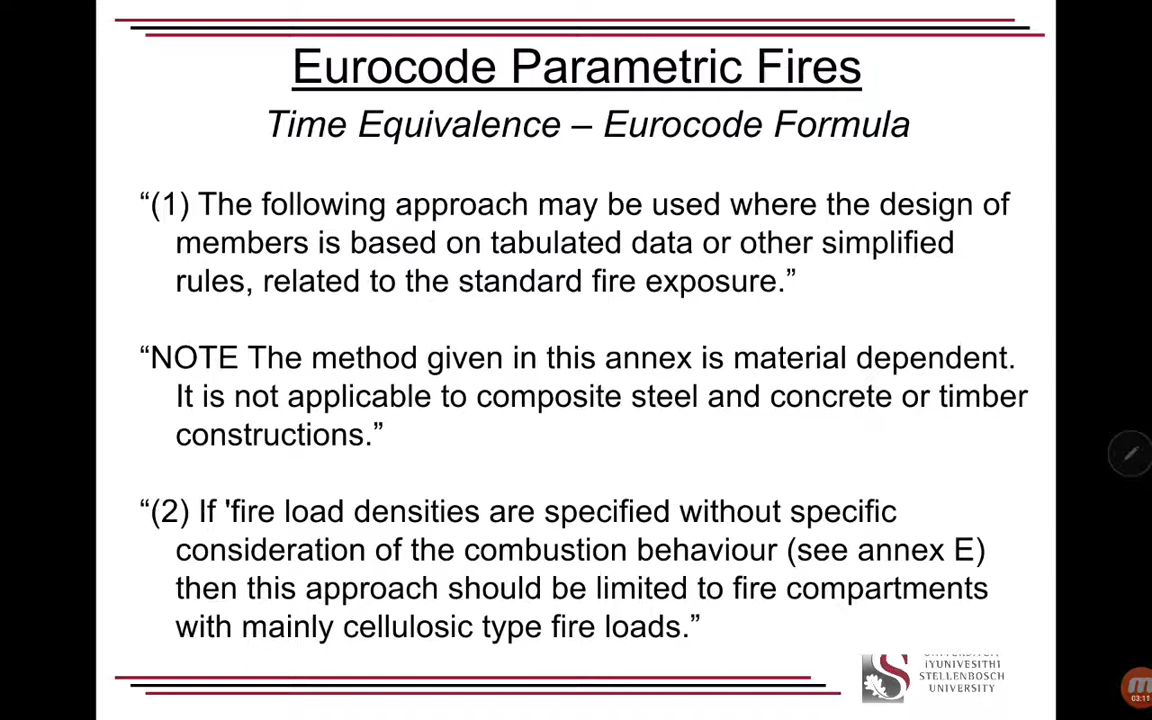 Eurocode Parametric Fires
Time Equivalence – Eurocode Formula
“(1) The following approach may be used where the design of
members is based on tabulated data or other simplified
rules, related to the standard fire exposure.”
“NOTE The method given in this annex is material dependent.
It is not applicable to composite steel and concrete or timber
constructions.”
“(2) If 'fire load densities are specified without specific
consideration of the combustion behaviour (see annex E)
then this approach should be limited to fire compartments
with mainly cellulosic type fire loads.”
IYUNIVESITHI
STELLENBOSCH
UNIVERSITY
03:11